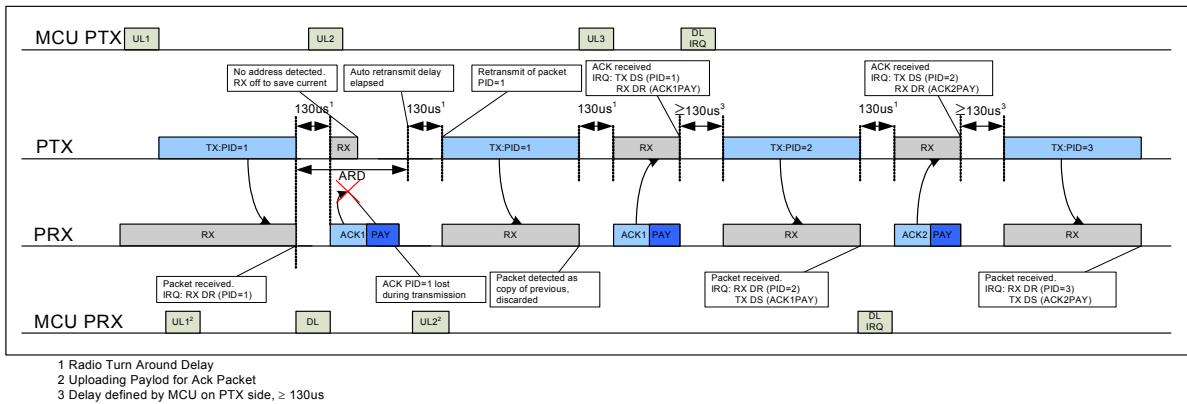 MCU PTX
UL1
UL2
UL3
DL
IRQ
No address detected.
RX off to save current
Auto retransmit delay
elapsed
Retransmit of packet
PID=1
ACK received
IRQ: TX DS (PID=1)
RX DR (ACK1PAY)
ACK received
IRQ: TX DS (PID=2)
RX DR (ACK2PAY)
130us¹
130us¹
130us¹
≥130us³
130us¹
≥130us³
PTX
TX:PID=1
RX
TX:PID=1
RX
TX:PID=2
RX
TX:PID=3
ARD
PRX
RX
ACK1
PAY
RX
ACK1
PAY
RX
ACK2
PAY
RX
Packet received.
IRQ: RX DR (PID=1)
ACK PID=1 lost
during transmission
Packet detected as
copy of previous,
discarded
Packet received.
IRQ: RX DR (PID=2)
TX DS (ACK1PAY)
Packet received.
IRQ: RX DR (PID=3)
TX DS (ACK2PAY)
MCU PRX
UL1²
DL
UL2²
DL
IRQ
1 Radio Turn Around Delay
2 Uploading Paylod for Ack Packet
3 Delay defined by MCU on PTX side, ≥ 130us